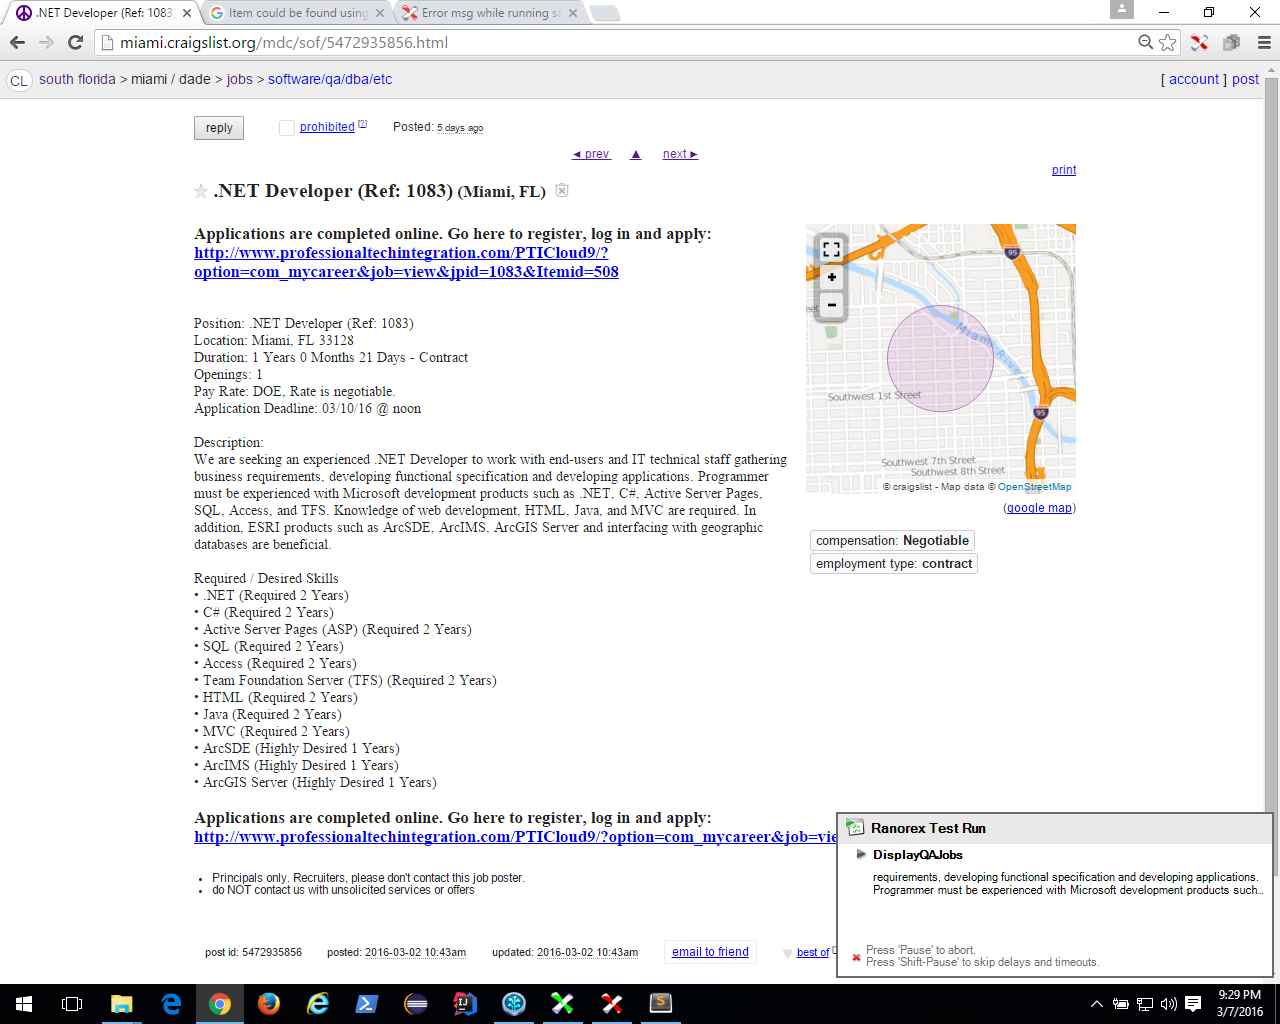 .NET Developer (Ref: 1083
Item could be found using
Error msg while running s
miami.craigslist.org/mdc/sof/5472935856.html
CL south florida > miami / dade > jobs > software/qa/dba/etc [ account ] post
reply prohibited [?] Posted: 5 days ago
◄ prev ▲ next ►
print
.NET Developer (Ref: 1083) (Miami, FL)
Applications are completed online. Go here to register, log in and apply:
http://www.professionaltechintegration.com/PTICloud9/?
option=com_mycareer&job=view&jpid=1083&Itemid=508
Position: .NET Developer (Ref: 1083)
Location: Miami, FL 33128
Duration: 1 Years 0 Months 21 Days - Contract
Openings: 1
Pay Rate: DOE, Rate is negotiable.
Application Deadline: 03/10/16 @ noon
Description:
We are seeking an experienced .NET Developer to work with end-users and IT technical staff gathering
business requirements, developing functional specification and developing applications. Programmer
must be experienced with Microsoft development products such as .NET, C#, Active Server Pages,
SQL, Access, and TFS. Knowledge of web development, HTML, Java, and MVC are required. In
addition, ESRI products such as ArcSDE, ArcIMS, ArcGIS Server and interfacing with geographic
databases are beneficial.
Required / Desired Skills
• .NET (Required 2 Years)
• C# (Required 2 Years)
• Active Server Pages (ASP) (Required 2 Years)
• SQL (Required 2 Years)
• Access (Required 2 Years)
• Team Foundation Server (TFS) (Required 2 Years)
• HTML (Required 2 Years)
• Java (Required 2 Years)
• MVC (Required 2 Years)
• ArcSDE (Highly Desired 1 Years)
• ArcIMS (Highly Desired 1 Years)
• ArcGIS Server (Highly Desired 1 Years)
Applications are completed online. Go here to register, log in and apply:
http://www.professionaltechintegration.com/PTICloud9/?option=com_mycareer&job=vie
• Principals only. Recruiters, please don't contact this job poster.
• do NOT contact us with unsolicited services or offers
post id: 5472935856 posted: 2016-03-02 10:43am updated: 2016-03-02 10:43am email to friend best of
+
-
95
Miami River
Southwest 1st Street
95
Southwest 7th Street
Southwest 8th Street
© craigslist - Map data © OpenStreetMap
(google map)
compensation: Negotiable
employment type: contract
Ranorex Test Run
DisplayQAJobs
requirements, developing functional specification and developing applications.
Programmer must be experienced with Microsoft development products such...
Press 'Pause' to abort.
Press 'Shift-Pause' to skip delays and timeouts.
9:29 PM
3/7/2016